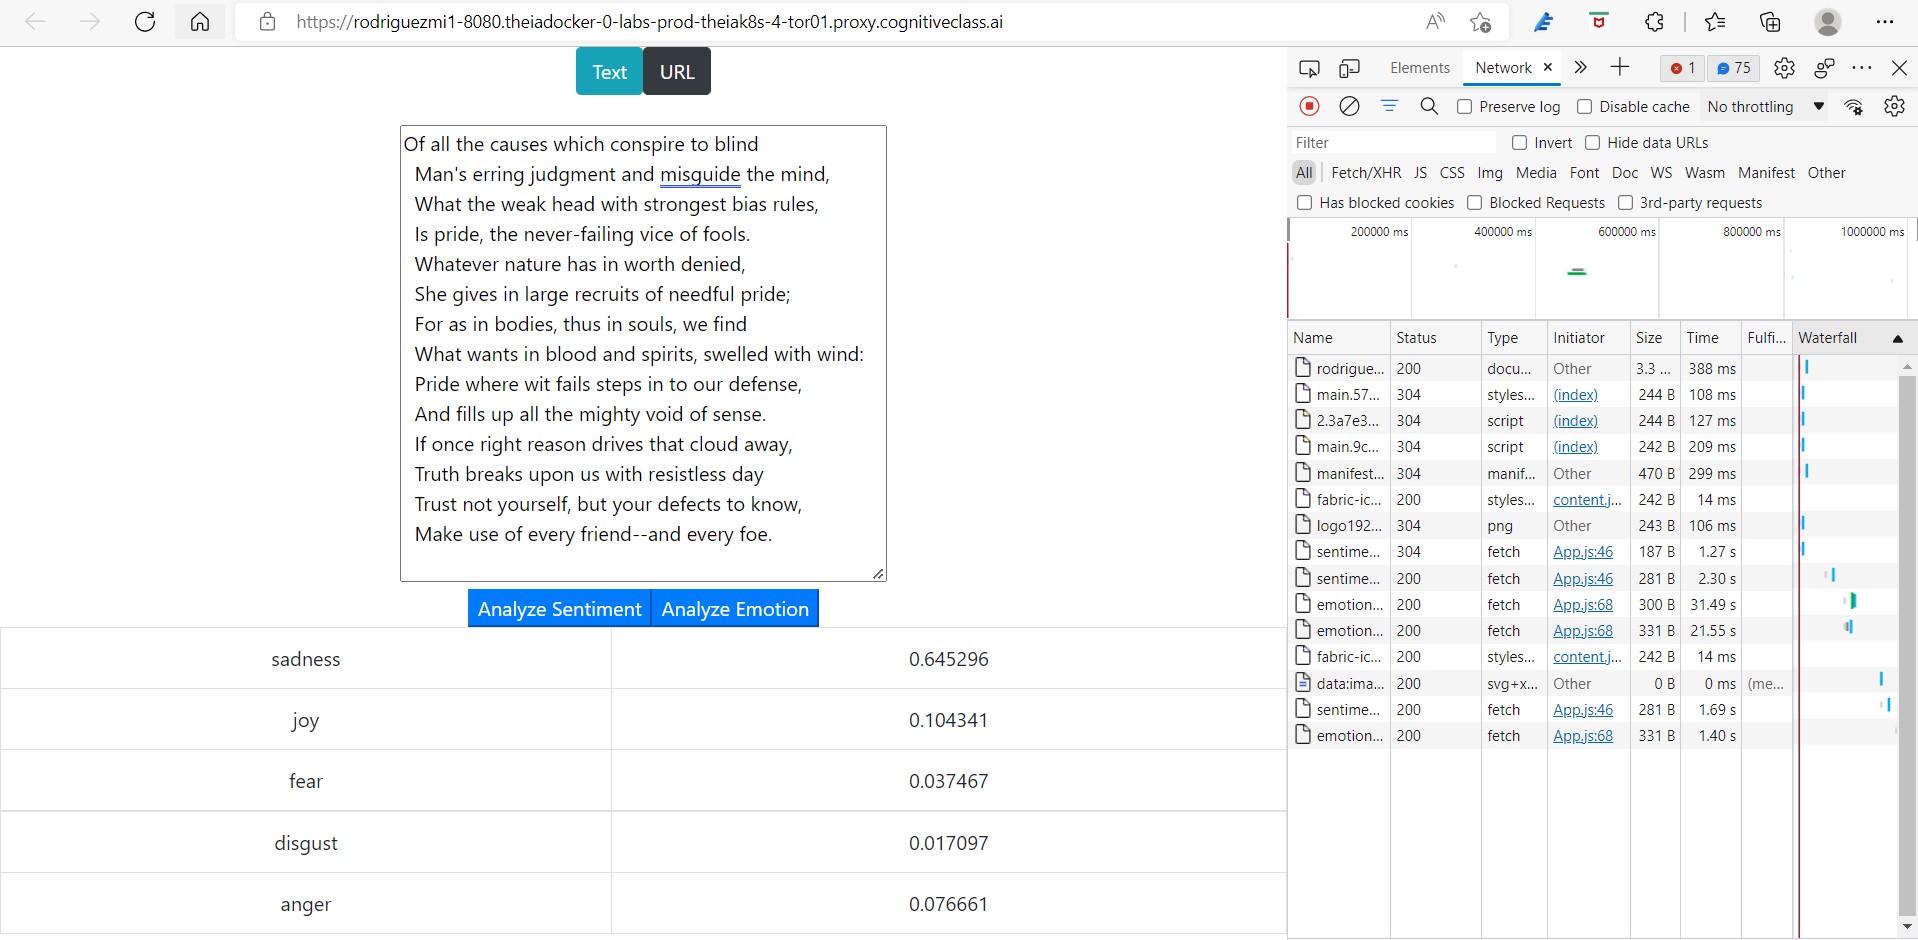 https://rodriguezmi1-8080.theiadocker-0-labs-prod-theiak8s-4-tor01.proxy.cognitiveclass.ai
Text URL
Of all the causes which conspire to blind
Man's erring judgment and misguide the mind,
What the weak head with strongest bias rules,
Is pride, the never-failing vice of fools.
Whatever nature has in worth denied,
She gives in large recruits of needful pride;
For as in bodies, thus in souls, we find
What wants in blood and spirits, swelled with wind:
Pride where wit fails steps in to our defense,
And fills up all the mighty void of sense.
If once right reason drives that cloud away,
Truth breaks upon us with resistless day
Trust not yourself, but your defects to know,
Make use of every friend--and every foe.
Analyze Sentiment Analyze Emotion
sadness 0.645296
joy 0.104341
fear 0.037467
disgust 0.017097
anger 0.076661
Elements Network 1 75
Preserve log Disable cache No throttling
Filter Invert Hide data URLs
All Fetch/XHR JS CSS Img Media Font Doc WS Wasm Manifest Other
Has blocked cookies Blocked Requests 3rd-party requests
200000 ms 400000 ms 600000 ms 800000 ms 1000000 ms
Name Status Type Initiator Size Time Fulfi... Waterfall
rodrigue... 200 docu... Other 3.3 ... 388 ms
main.57... 304 styles... (index) 244 B 108 ms
2.3a7e3... 304 script (index) 244 B 127 ms
main.9c... 304 script (index) 242 B 209 ms
manifest... 304 manif... Other 470 B 299 ms
fabric-ic... 200 styles... content.j... 242 B 14 ms
logo192... 304 png Other 243 B 106 ms
sentime... 304 fetch App.js:46 187 B 1.27 s
sentime... 200 fetch App.js:46 281 B 2.30 s
emotion... 200 fetch App.js:68 300 B 31.49 s
emotion... 200 fetch App.js:68 331 B 21.55 s
fabric-ic... 200 styles... content.j... 242 B 14 ms
data:ima... 200 svg+x... Other 0 B 0 ms (me...
sentime... 200 fetch App.js:46 281 B 1.69 s
emotion... 200 fetch App.js:68 331 B 1.40 s